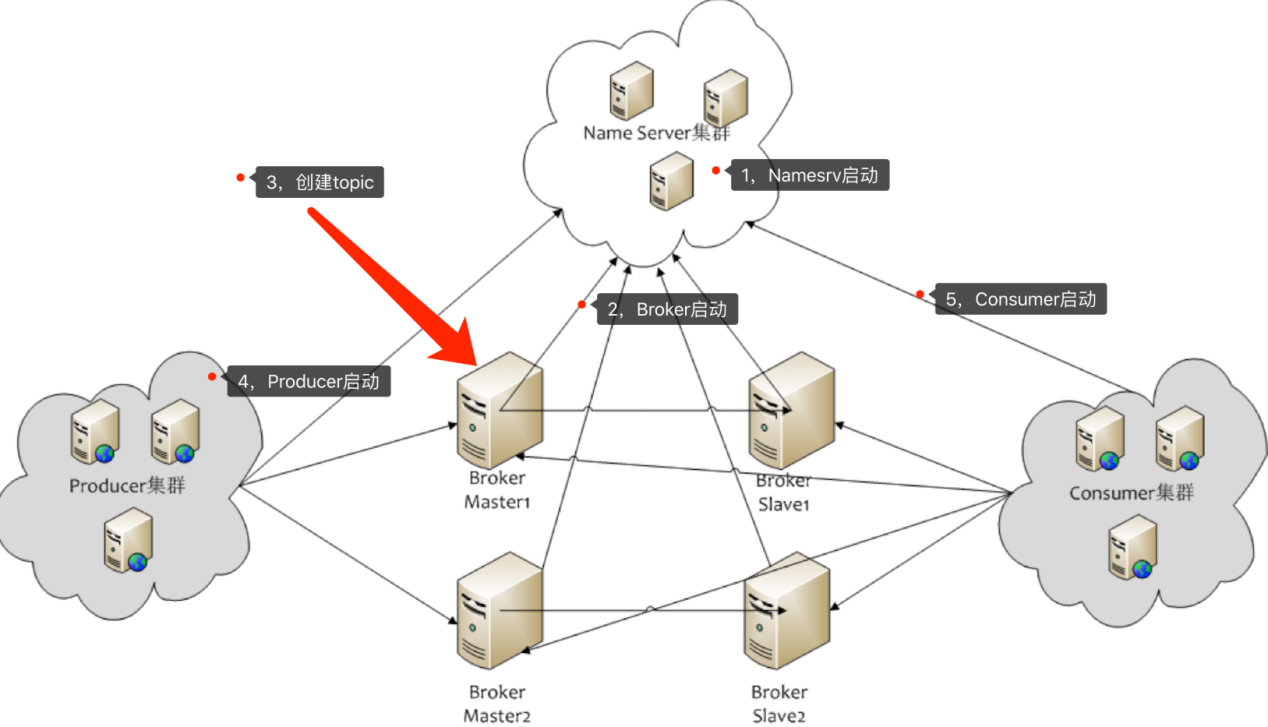 Name Server集群
1，Namesrv启动
3，创建topic
2，Broker启动
5，Consumer启动
4，Producer启动
Producer集群
Broker
Master1
Broker
Slave1
Consumer集群
Broker
Master2
Broker
Slave2